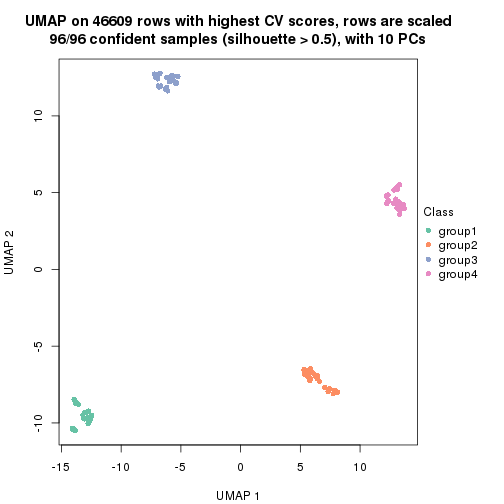 UMAP on 46609 rows with highest CV scores, rows are scaled
96/96 confident samples (silhouette > 0.5), with 10 PCs
10
5
0
-5
-10
UMAP 2
-15
-10
-5
0
5
10
UMAP 1
Class
group1
group2
group3
group4